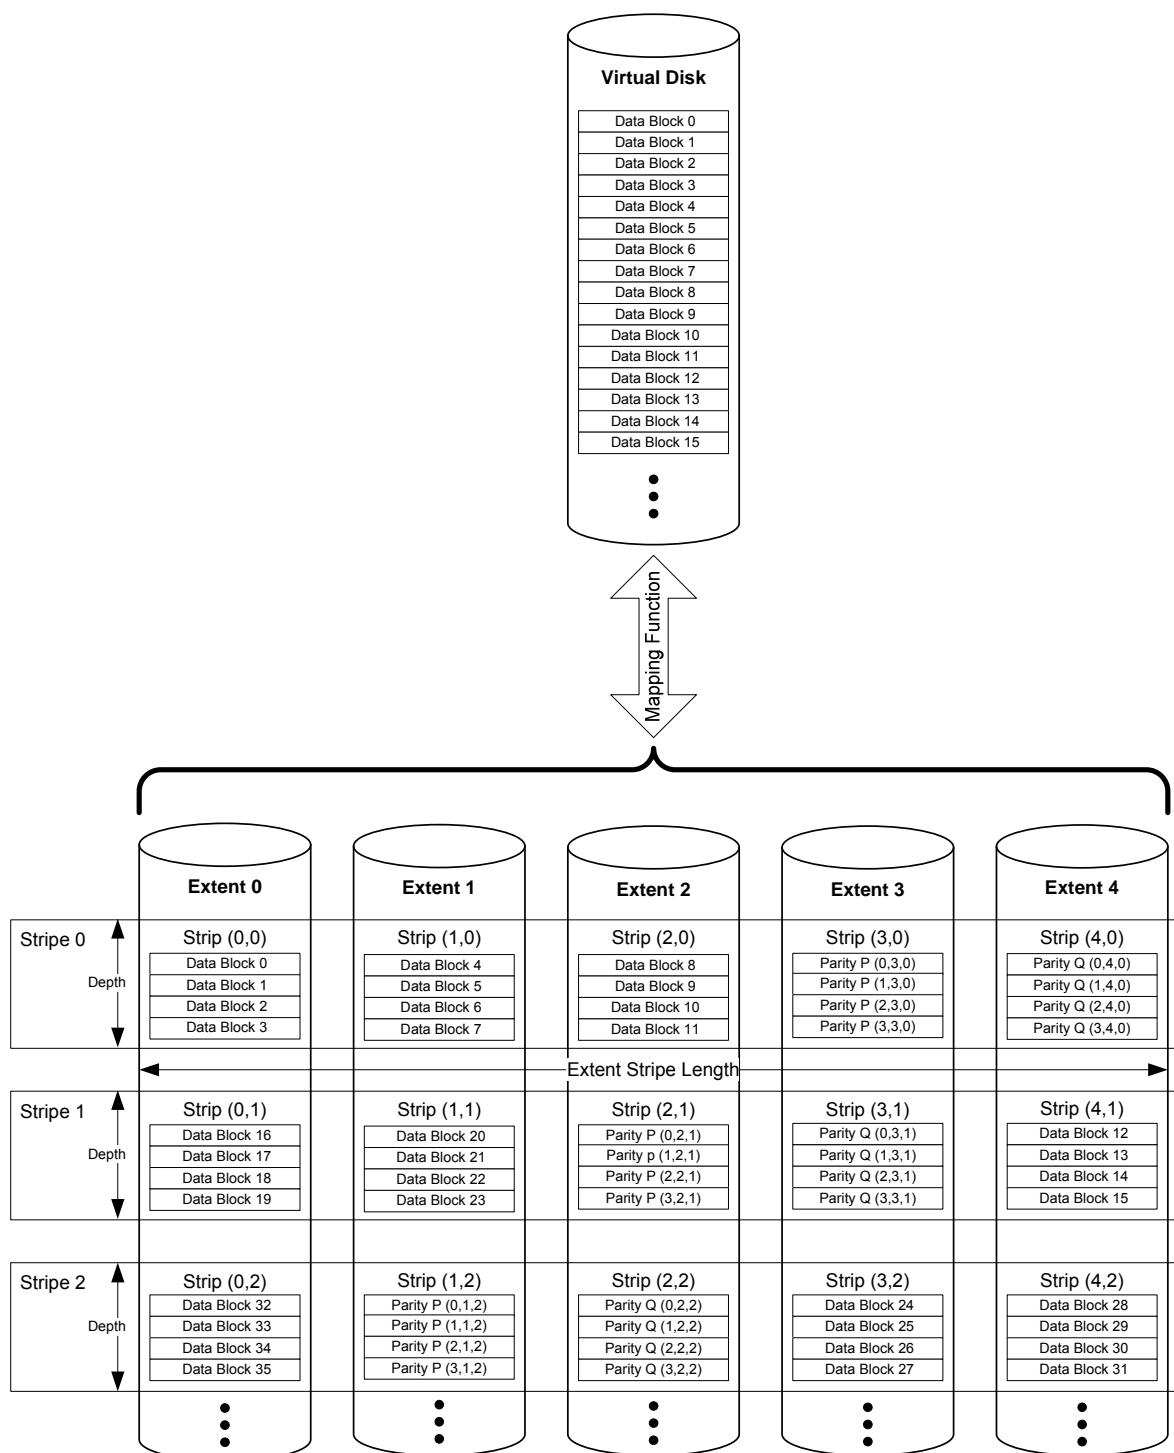 Virtual Disk
Data Block 0
Data Block 1
Data Block 2
Data Block 3
Data Block 4
Data Block 5
Data Block 6
Data Block 7
Data Block 8
Data Block 9
Data Block 10
Data Block 11
Data Block 12
Data Block 13
Data Block 14
Data Block 15
Mapping Function
Extent 0
Extent 1
Extent 2
Extent 3
Extent 4
Stripe 0
Depth
Strip (0,0)
Data Block 0
Data Block 1
Data Block 2
Data Block 3
Strip (1,0)
Data Block 4
Data Block 5
Data Block 6
Data Block 7
Strip (2,0)
Data Block 8
Data Block 9
Data Block 10
Data Block 11
Strip (3,0)
Parity P (0,3,0)
Parity P (1,3,0)
Parity P (2,3,0)
Parity P (3,3,0)
Strip (4,0)
Parity Q (0,4,0)
Parity Q (1,4,0)
Parity Q (2,4,0)
Parity Q (3,4,0)
Extent Stripe Length
Stripe 1
Depth
Strip (0,1)
Data Block 16
Data Block 17
Data Block 18
Data Block 19
Strip (1,1)
Data Block 20
Data Block 21
Data Block 22
Data Block 23
Strip (2,1)
Parity P (0,2,1)
Parity p (1,2,1)
Parity P (2,2,1)
Parity P (3,2,1)
Strip (3,1)
Parity Q (0,3,1)
Parity Q (1,3,1)
Parity Q (2,3,1)
Parity Q (3,3,1)
Strip (4,1)
Data Block 12
Data Block 13
Data Block 14
Data Block 15
Stripe 2
Depth
Strip (0,2)
Data Block 32
Data Block 33
Data Block 34
Data Block 35
Strip (1,2)
Parity P (0,1,2)
Parity P (1,1,2)
Parity P (2,1,2)
Parity P (3,1,2)
Strip (2,2)
Parity Q (0,2,2)
Parity Q (1,2,2)
Parity Q (2,2,2)
Parity Q (3,2,2)
Strip (3,2)
Data Block 24
Data Block 25
Data Block 26
Data Block 27
Strip (4,2)
Data Block 28
Data Block 29
Data Block 30
Data Block 31